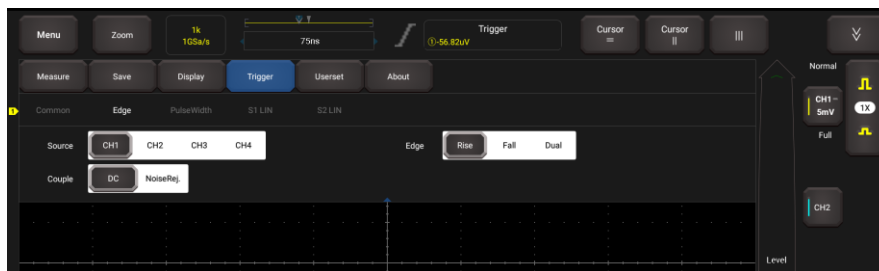 Menu Zoom 1k 1GSa/s T 75ns Trigger ①-56.82uV Cursor Cursor
Measure Save Display Trigger Userset About Normal
1 Common Edge PulseWidth S1 LIN S2 LIN CH1 5mV 1X
Full
Source CH1 CH2 CH3 CH4 Edge Rise Fall Dual
Couple DC NoiseRej.
CH2
Level